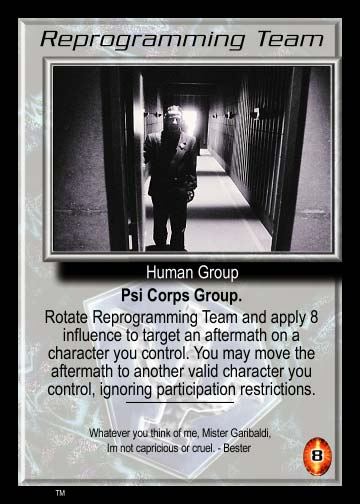 Reprogramming Team
Human Group
Psi Corps Group.
Rotate Reprogramming Team and apply 8
influence to target an aftermath on a
character you control. You may move the
aftermath to another valid character you
control, ignoring participation restrictions.
Whatever you think of me, Mister Garibaldi,
Im not capricious or cruel. - Bester
8
TM